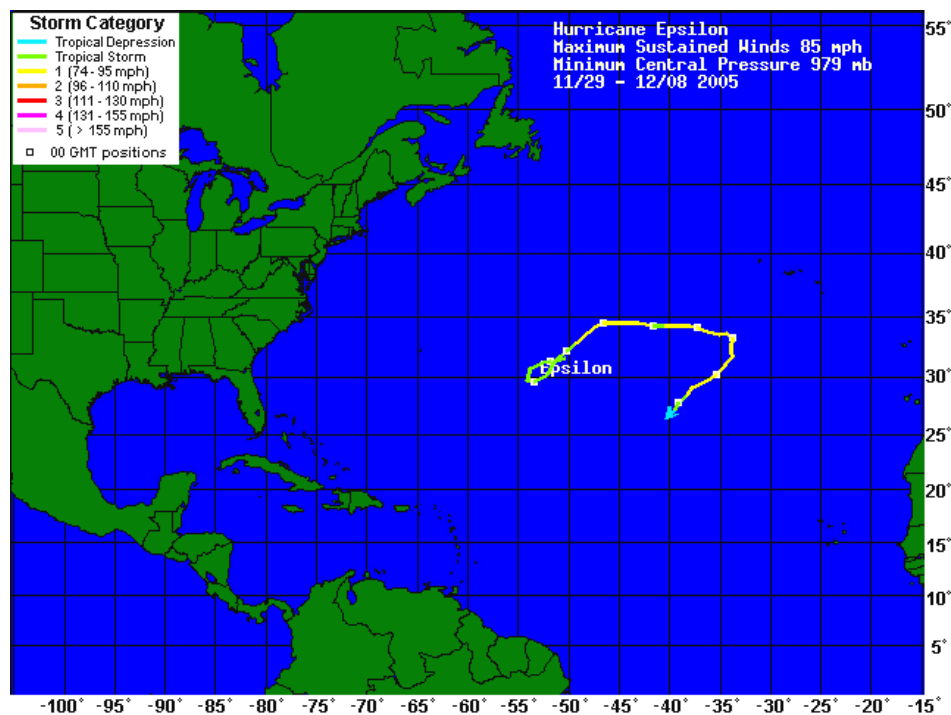 Storm Category
Tropical Depression
Tropical Storm
1 (74 - 95 mph)
2 (96 - 110 mph)
3 (111 - 130 mph)
4 (131 - 155 mph)
5 ( > 155 mph)
00 GMT positions
Hurricane Epsilon
Maximum Sustained Winds 85 mph
Minimum Central Pressure 979 mb
11/29 - 12/08 2005
55°
50°
45°
40°
35°
30°
25°
20°
15°
10°
5°
Epsilon
-100° -95° -90° -85° -80° -75° -70° -65° -60° -55° -50° -45° -40° -35° -30° -25° -20° -15°